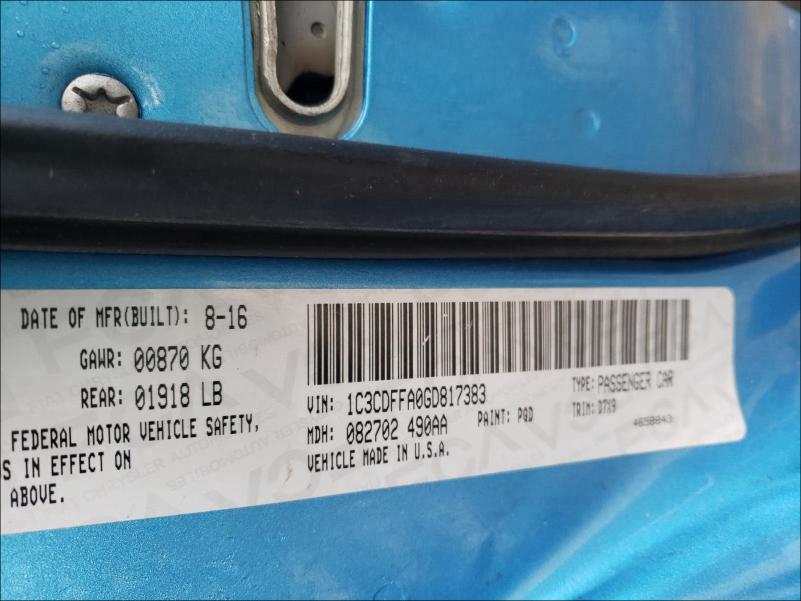 DATE OF MFR(BUILT): 8-16
GAWR: 00870 KG
REAR: 01918 LB
FEDERAL MOTOR VEHICLE SAFETY,
S IN EFFECT ON
ABOVE.
VIN: 1C3CDFFA0GD817383
TYPE: PASSENGER CAR
MDH: 082702 490AA
PAINT: PQD
TRIM: D7X9
VEHICLE MADE IN U.S.A.